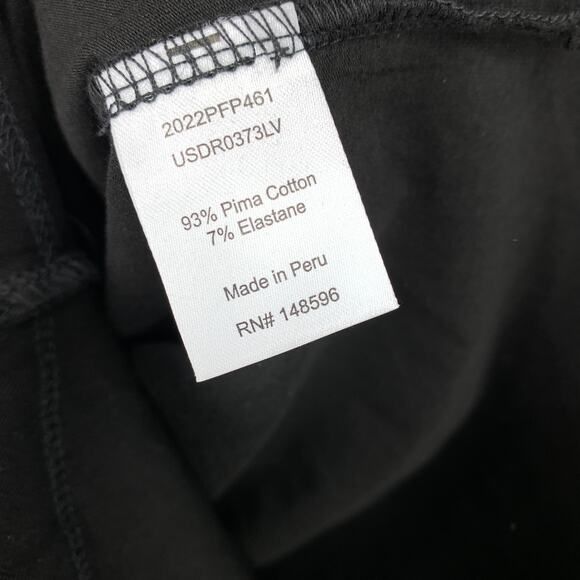 2022PFP461
USDR0373LV
93% Pima Cotton
7% Elastane
Made in Peru
RN# 148596